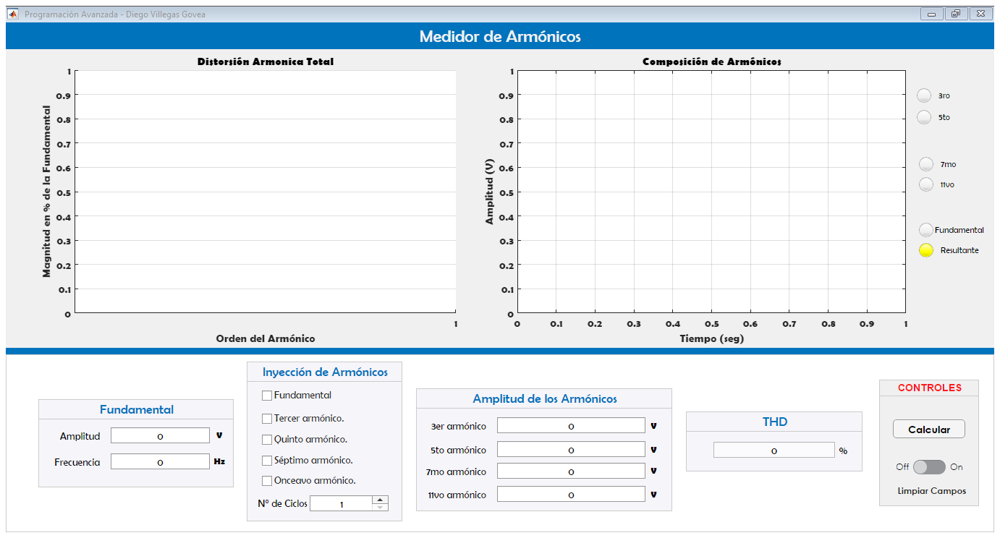 Programación Avanzada - Diego Villegas Govea
Medidor de Armónicos
Distorsión Armonica Total
Magnitud en % de la Fundamental
1
0.9
0.8
0.7
0.6
0.5
0.4
0.3
0.2
0.1
0
1
Orden del Armónico
Composición de Armónicos
Amplitud (V)
1
0.9
0.8
0.7
0.6
0.5
0.4
0.3
0.2
0.1
0
0 0.1 0.2 0.3 0.4 0.5 0.6 0.7 0.8 0.9 1
Tiempo (seg)
3ro
5to
7mo
11vo
Fundamental
Resultante
Fundamental
Amplitud 0 V
Frecuencia 0 Hz
Inyección de Armónicos
Fundamental
Tercer armónico.
Quinto armónico.
Séptimo armónico.
Onceavo armónico.
N° de Ciclos 1
Amplitud de los Armónicos
3er armónico 0 V
5to armónico 0 V
7mo armónico 0 V
11vo armónico 0 V
THD
0 %
CONTROLES
Calcular
Off On
Limpiar Campos